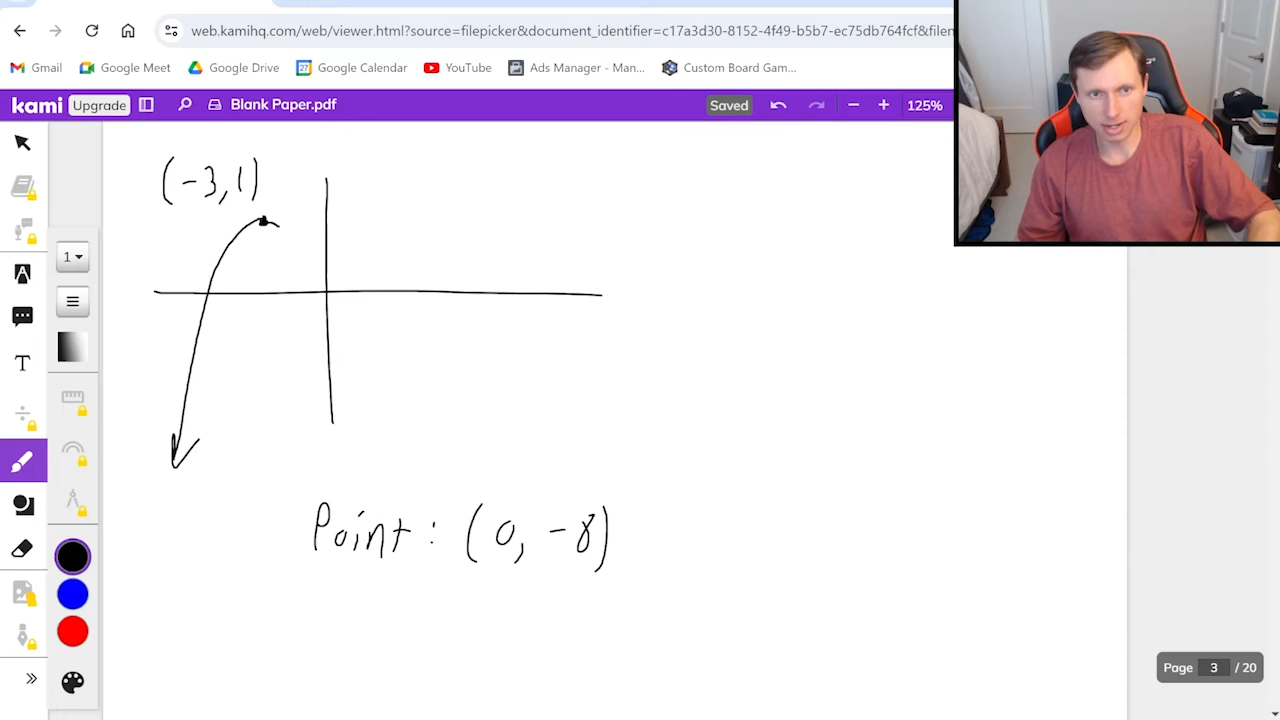 web.kamihq.com/web/viewer.html?source=filepicker&document_identifier=c17a3d30-8152-4f49-b5b7-ec75db764fcf&filen
Gmail Google Meet Google Drive Google Calendar YouTube Ads Manager - Man... Custom Board Gam...
kami Upgrade Blank Paper.pdf Saved 125%
(-3,1)
1
T
Point: (0, -8)
Page 3 / 20